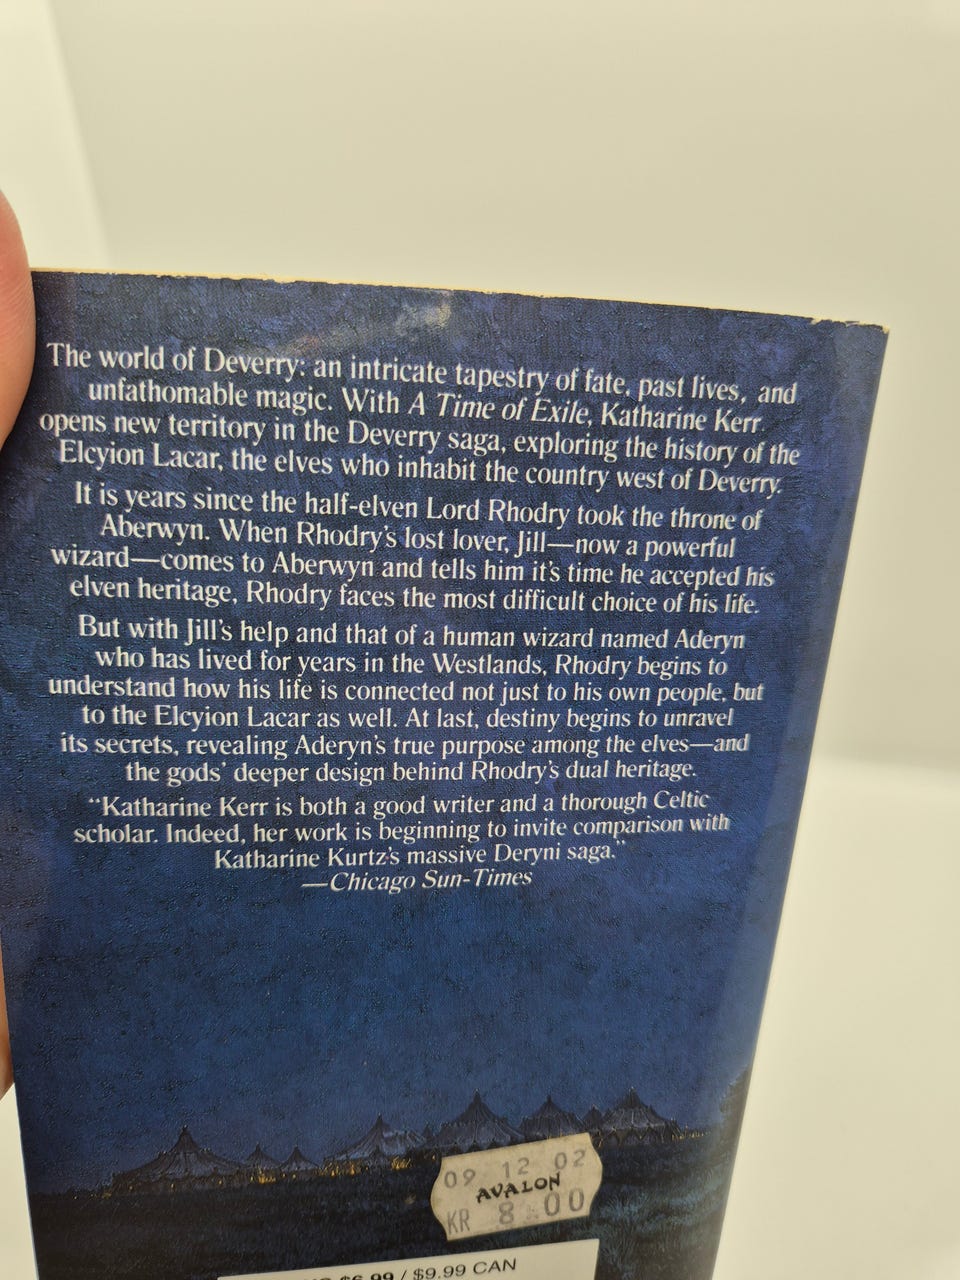 The world of Deverry: an intricate tapestry of fate, past lives, and
unfathomable magic. With A Time of Exile, Katharine Kerr
opens new territory in the Deverry saga, exploring the history of the
Elcyion Lacar, the elves who inhabit the country west of Deverry.
It is years since the half-elven Lord Rhodry took the throne of
Aberwyn. When Rhodry's lost lover, Jill—now a powerful
wizard—comes to Aberwyn and tells him it's time he accepted his
elven heritage, Rhodry faces the most difficult choice of his life.
But with Jill's help and that of a human wizard named Aderyn
who has lived for years in the Westlands, Rhodry begins to
understand how his life is connected not just to his own people, but
to the Elcyion Lacar as well. At last, destiny begins to unravel
its secrets, revealing Aderyn's true purpose among the elves—and
the gods' deeper design behind Rhodry's dual heritage.
"Katharine Kerr is both a good writer and a thorough Celtic
scholar. Indeed, her work is beginning to invite comparison with
Katharine Kurtz's massive Deryni saga."
—Chicago Sun-Times
09 12 02
AVALON
KR 8.00
$6.99 / $9.99 CAN